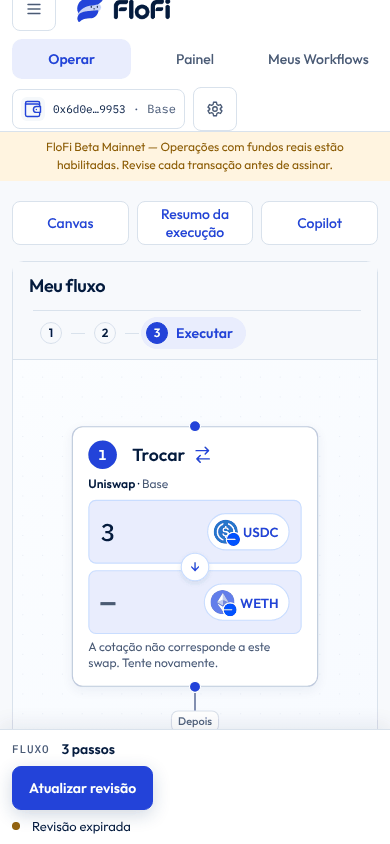 FloFi
Operar
Painel
Meus Workflows
0x6d0e…9953 · Base
FloFi Beta Mainnet — Operações com fundos reais estão
habilitadas. Revise cada transação antes de assinar.
Canvas
Resumo da
execução
Copilot
Meu fluxo
1
2
3 Executar
1 Trocar
Uniswap · Base
3
USDC
—
WETH
A cotação não corresponde a este
swap. Tente novamente.
Depois
FLUXO 3 passos
Atualizar revisão
Revisão expirada